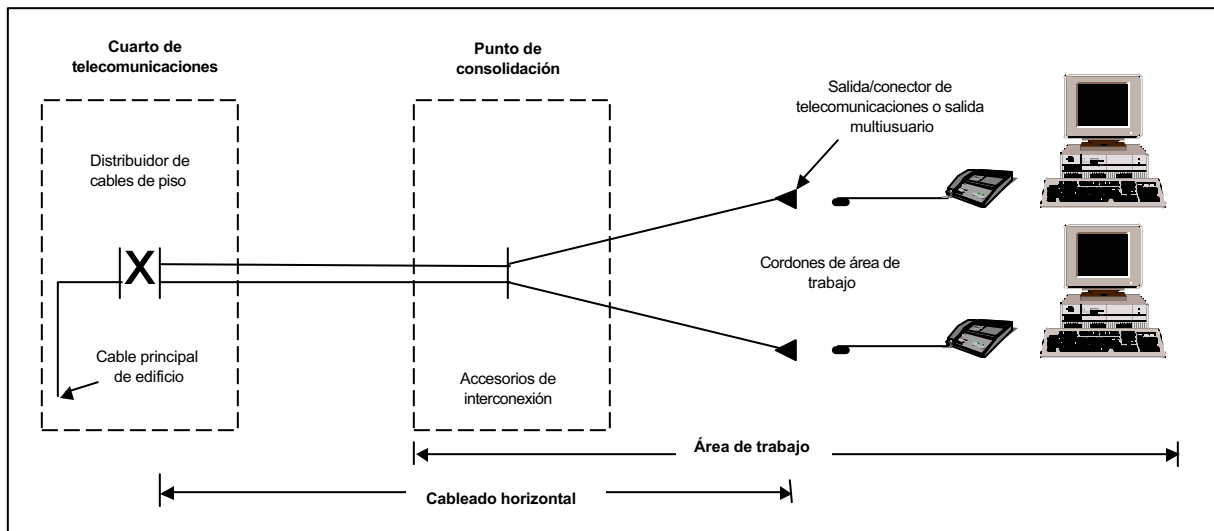 Cuarto de
telecomunicaciones
Punto de
consolidación
Salida/conector de
telecomunicaciones o salida
multiusuario
Distribuidor de
cables de piso
X
Cordones de área de
trabajo
Cable principal
de edificio
Accesorios de
interconexión
Área de trabajo
Cableado horizontal